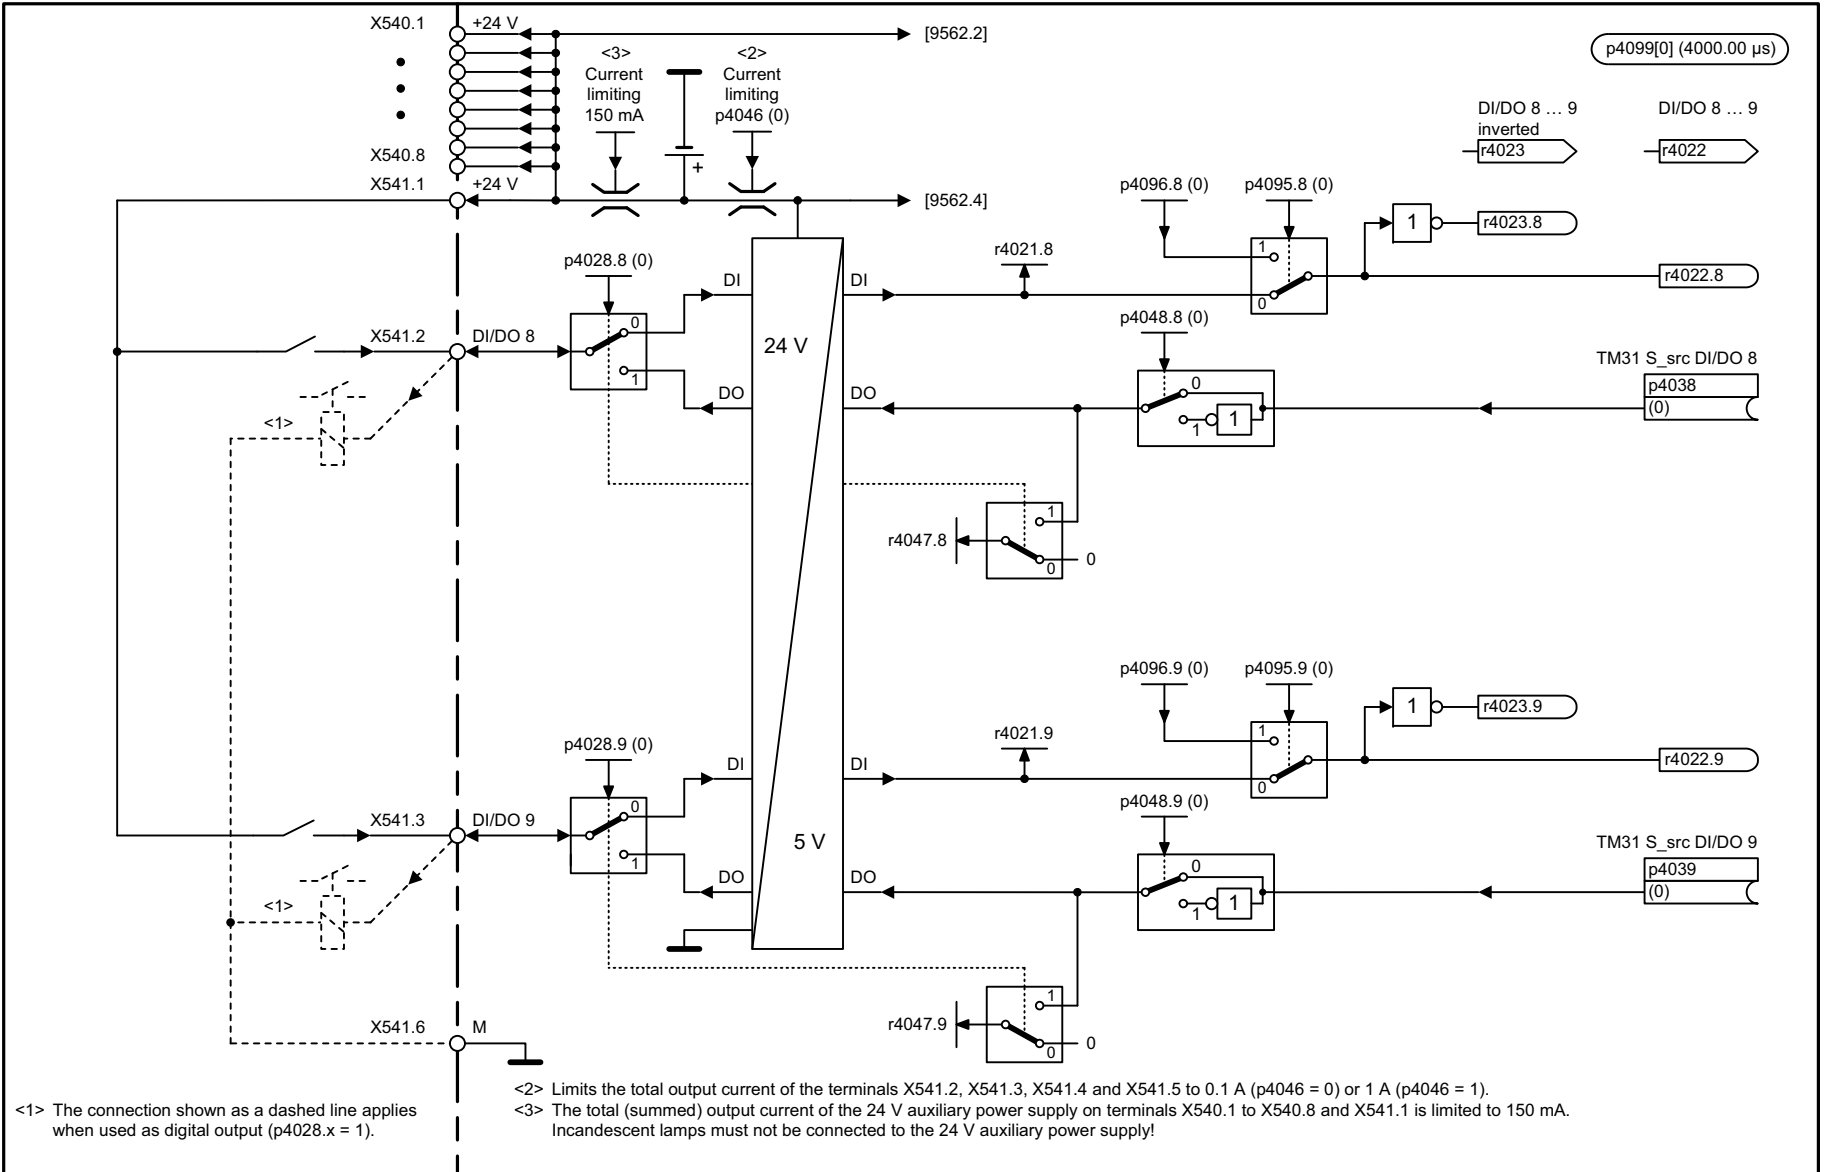 X540.1
+24 V
[9562.2]
p4099[0] (4000.00 µs)
<3>
Current
limiting
150 mA
<2>
Current
limiting
p4046 (0)
DI/DO 8 … 9
inverted
r4023
DI/DO 8 … 9
r4022
X540.8
+
X541.1
+24 V
[9562.4]
p4096.8 (0)
p4095.8 (0)
1
0
1
r4023.8
r4022.8
p4028.8 (0)
DI
DI
r4021.8
X541.2
DI/DO 8
0
1
24 V
p4048.8 (0)
TM31 S_src DI/DO 8
p4038
(0)
DO
DO
0
1
1
<1>
r4047.8
1
0
0
p4096.9 (0)
p4095.9 (0)
1
0
1
r4023.9
r4022.9
p4028.9 (0)
DI
DI
r4021.9
X541.3
DI/DO 9
0
1
5 V
p4048.9 (0)
TM31 S_src DI/DO 9
p4039
(0)
DO
DO
0
1
1
<1>
r4047.9
1
0
0
X541.6
M
<1> The connection shown as a dashed line applies
when used as digital output (p4028.x = 1).
<2> Limits the total output current of the terminals X541.2, X541.3, X541.4 and X541.5 to 0.1 A (p4046 = 0) or 1 A (p4046 = 1).
<3> The total (summed) output current of the 24 V auxiliary power supply on terminals X540.1 to X540.8 and X541.1 is limited to 150 mA.
Incandescent lamps must not be connected to the 24 V auxiliary power supply!